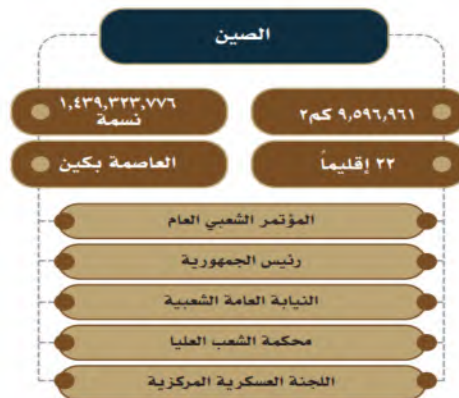 الصين
٩,٥٩٦,٩٦١ كم٢
١,٤٣٩,٣٢٣,٧٧٦
نسمة
٢٢ إقليماً
العاصمة بكين
المؤتمر الشعبي العام
رئيس الجمهورية
النيابة العامة الشعبية
محكمة الشعب العليا
اللجنة العسكرية المركزية